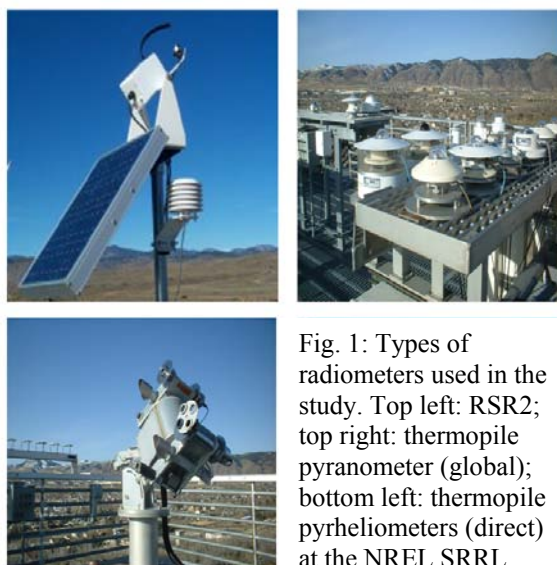 Fig. 1: Types of
radiometers used in the
study. Top left: RSR2;
top right: thermopile
pyranometer (global);
bottom left: thermopile
pyrheliometers (direct)
at the NREL SRRL